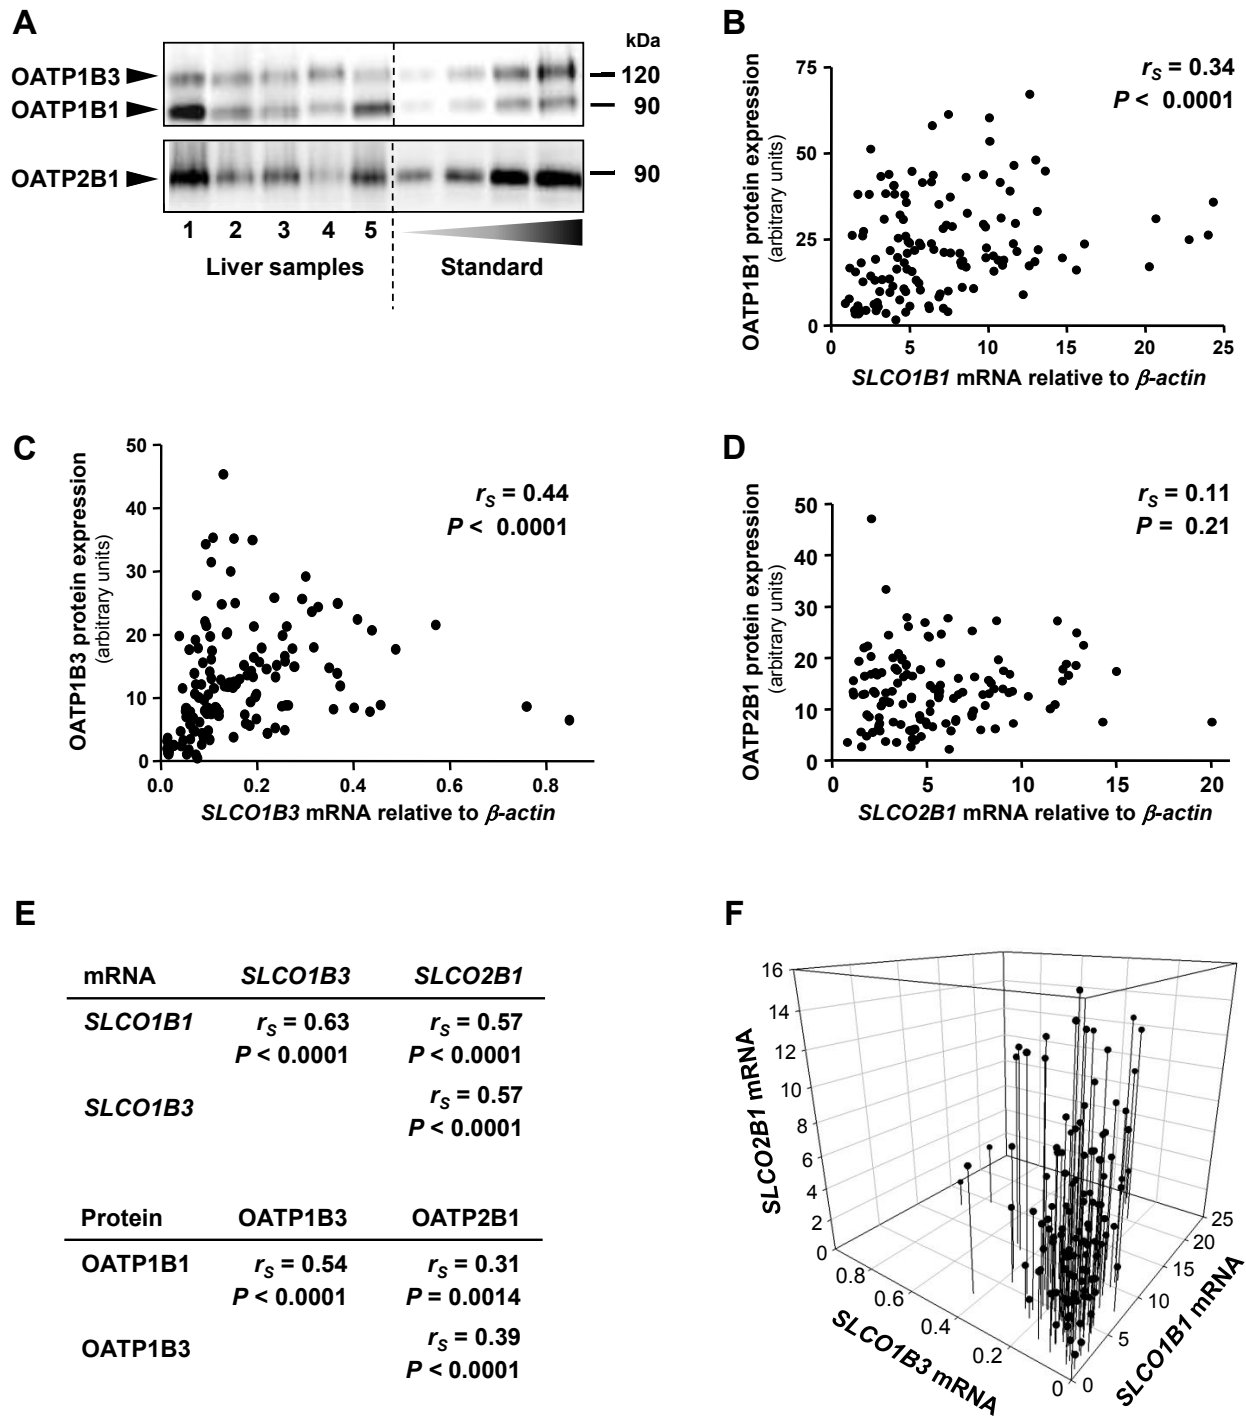 A
kDa
OATP1B3
120
OATP1B1
90
OATP2B1
90
1 2 3 4 5
Liver samples
Standard
B
rS = 0.34
P < 0.0001
OATP1B1 protein expression
(arbitrary units)
75
50
25
0
0 5 10 15 20 25
SLCO1B1 mRNA relative to β-actin
C
rS = 0.44
P < 0.0001
OATP1B3 protein expression
(arbitrary units)
50
40
30
20
10
0
0.0 0.2 0.4 0.6 0.8
SLCO1B3 mRNA relative to β-actin
D
rS = 0.11
P = 0.21
OATP2B1 protein expression
(arbitrary units)
50
40
30
20
10
0
0 5 10 15 20
SLCO2B1 mRNA relative to β-actin
E
mRNA SLCO1B3 SLCO2B1
SLCO1B1 rS = 0.63 rS = 0.57
P < 0.0001 P < 0.0001
SLCO1B3 rS = 0.57
P < 0.0001
Protein OATP1B3 OATP2B1
OATP1B1 rS = 0.54 rS = 0.31
P < 0.0001 P = 0.0014
OATP1B3 rS = 0.39
P < 0.0001
F
SLCO2B1 mRNA
16
14
12
10
8
6
4
2
0
0.8
0.6
0.4
0.2
0
SLCO1B3 mRNA
0
5
10
15
20
25
SLCO1B1 mRNA